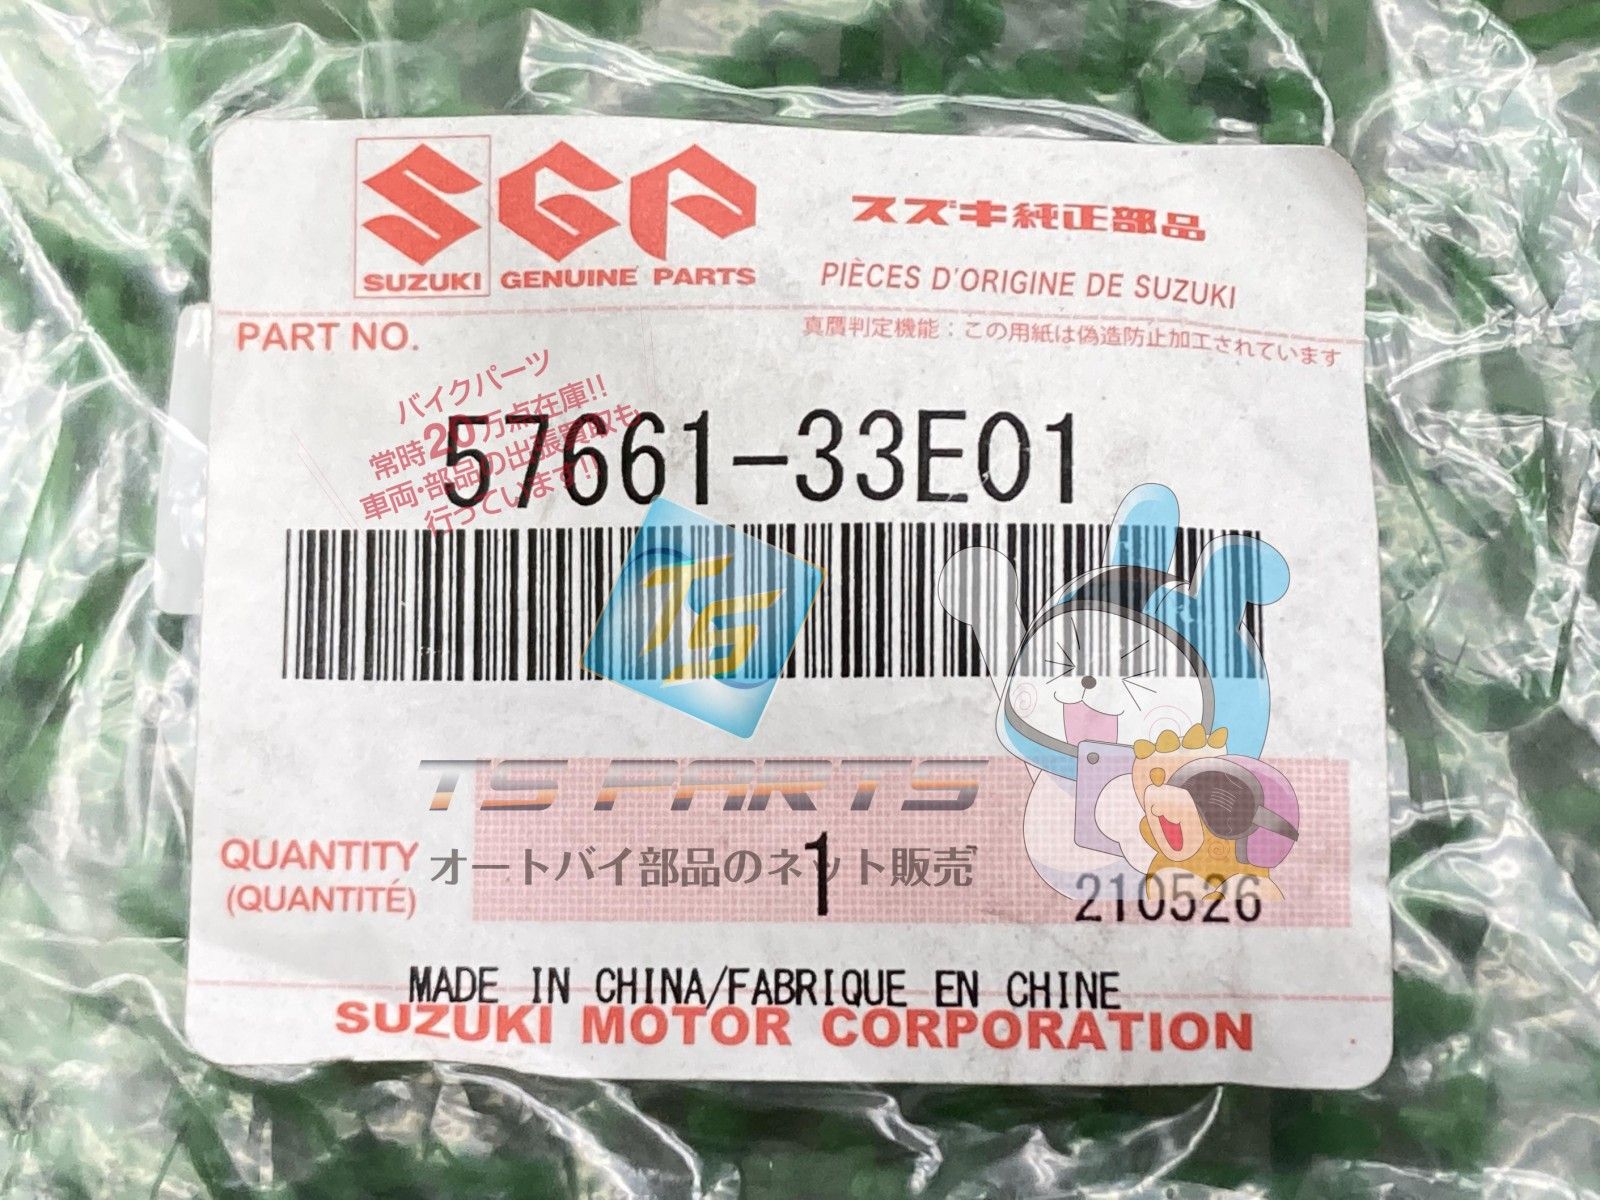 SUZUKI
SGP
GENUINE PARTS
スズキ純正部品
PIÈCES D'ORIGINE DE SUZUKI
PART NO.
真贋判定機能：この用紙は偽造防止加工されています
バイクパーツ
常時20万点在庫!!
車両・部品の出張買取も
行っています!!
57661-33E01
TS
TS PARTS
オートバイ部品のネット販売
QUANTITY
(QUANTITÉ)
1
210526
MADE IN CHINA/FABRIQUE EN CHINE
SUZUKI MOTOR CORPORATION